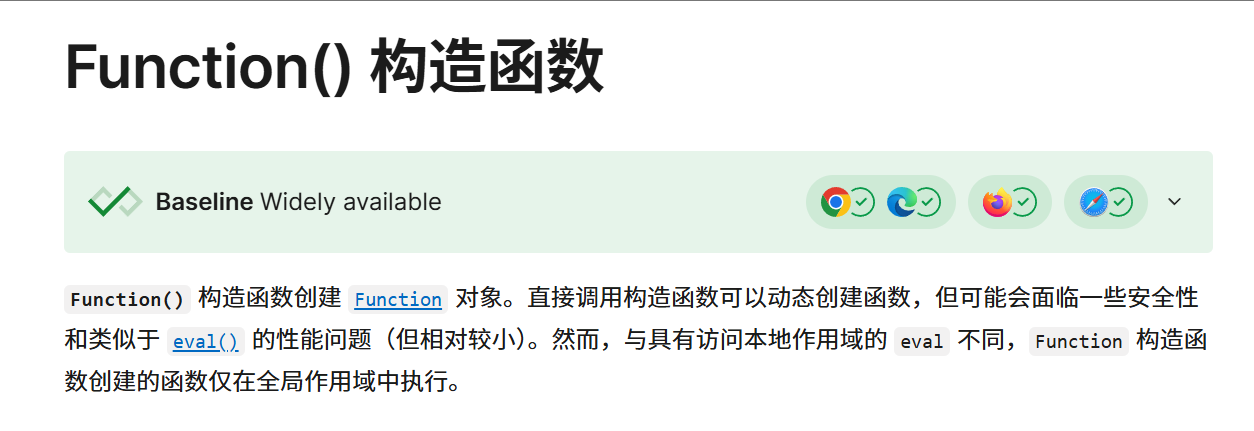 Function() 构造函数
Baseline Widely available
Function() 构造函数创建 Function 对象。直接调用构造函数可以动态创建函数，但可能会面临一些安全性
和类似于 eval() 的性能问题（但相对较小）。然而，与具有访问本地作用域的 eval 不同，Function 构造函
数创建的函数仅在全局作用域中执行。